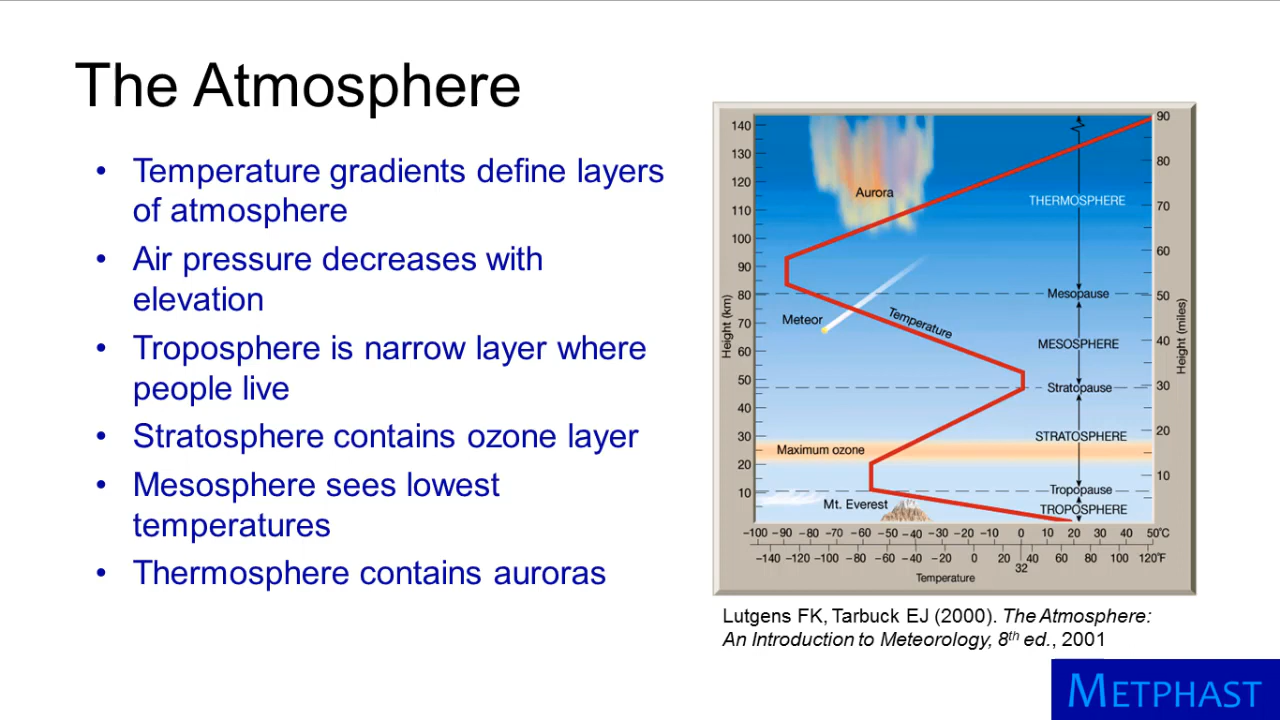 The Atmosphere
• Temperature gradients define layers
of atmosphere
• Air pressure decreases with
elevation
• Troposphere is narrow layer where
people live
• Stratosphere contains ozone layer
• Mesosphere sees lowest
temperatures
• Thermosphere contains auroras
140
130
120
110
100
90
80
70
60
50
40
30
20
10
Height (km)
90
80
70
60
50
40
30
20
10
Height (miles)
Aurora
THERMOSPHERE
Mesopause
Meteor
Temperature
MESOSPHERE
Stratopause
STRATOSPHERE
Maximum ozone
Tropopause
Mt. Everest
TROPOSPHERE
–100 –90 –80 –70 –60 –50 –40 –30 –20 –10 0 10 20 30 40 50°C
–140 –120 –100 –80 –60 –40 –20 0 20 40 60 80 100 120°F
32
Temperature
Lutgens FK, Tarbuck EJ (2000). The Atmosphere:
An Introduction to Meteorology, 8th ed., 2001
METPHAST